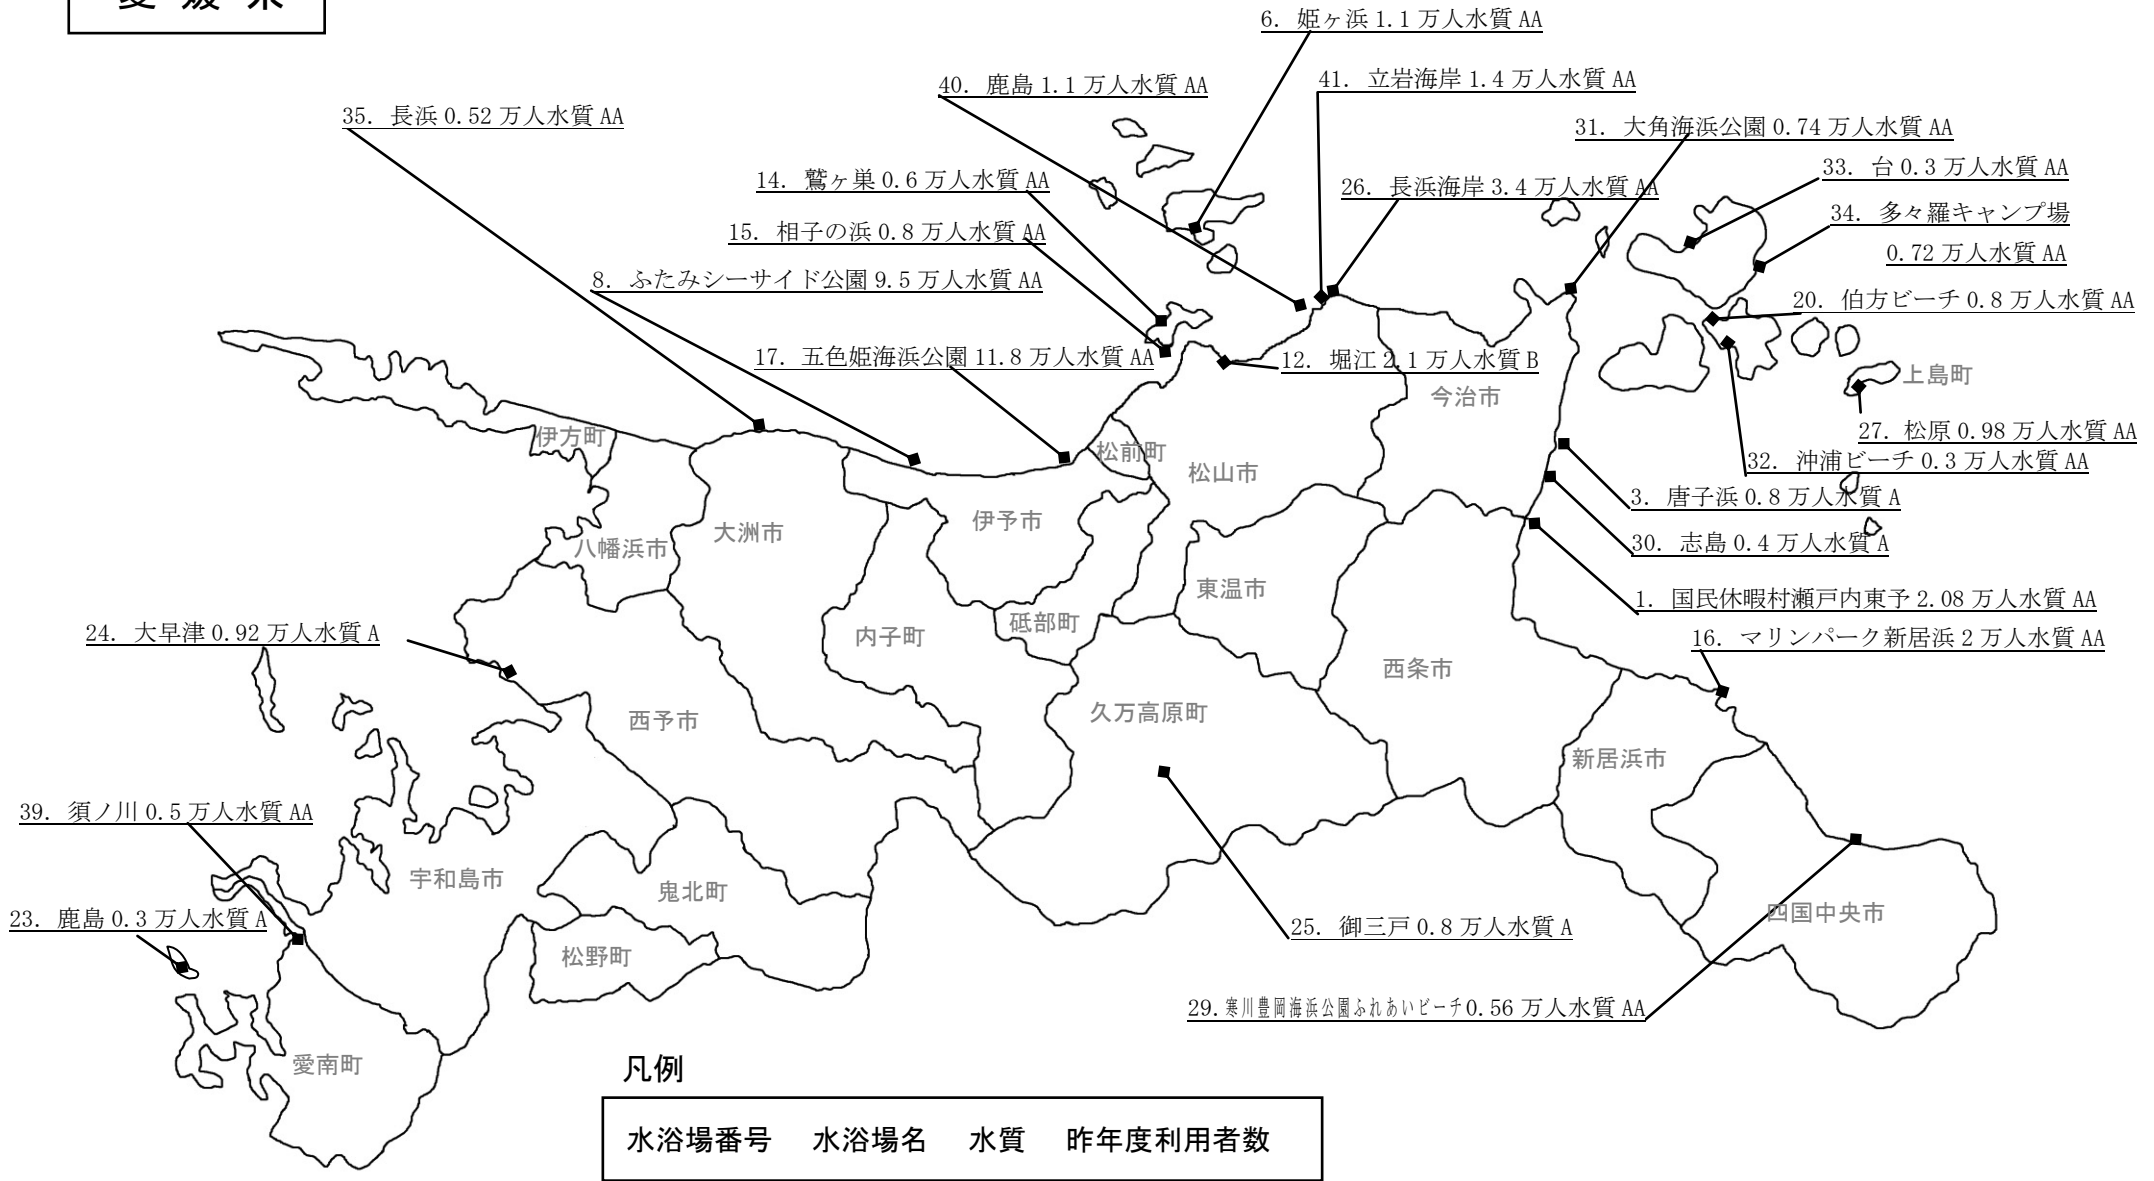 愛媛県
6. 姫ヶ浜 1.1 万人水質 AA
40. 鹿島 1.1 万人水質 AA
41. 立岩海岸 1.4 万人水質 AA
35. 長浜 0.52 万人水質 AA
31. 大角海浜公園 0.74 万人水質 AA
14. 鷲ヶ巣 0.6 万人水質 AA
26. 長浜海岸 3.4 万人水質 AA
33. 台 0.3 万人水質 AA
15. 相子の浜 0.8 万人水質 AA
34. 多々羅キャンプ場
0.72 万人水質 AA
8. ふたみシーサイド公園 9.5 万人水質 AA
20. 伯方ビーチ 0.8 万人水質 AA
17. 五色姫海浜公園 11.8 万人水質 AA
12. 堀江 2.1 万人水質 B
上島町
今治市
27. 松原 0.98 万人水質 AA
伊方町
松前町
松山市
32. 沖浦ビーチ 0.3 万人水質 AA
3. 唐子浜 0.8 万人水質 A
大洲市
伊予市
八幡浜市
30. 志島 0.4 万人水質 A
東温市
1. 国民休暇村瀬戸内東予 2.08 万人水質 AA
24. 大早津 0.92 万人水質 A
内子町
砥部町
16. マリンパーク新居浜 2 万人水質 AA
西条市
西予市
久万高原町
新居浜市
39. 須ノ川 0.5 万人水質 AA
宇和島市
鬼北町
23. 鹿島 0.3 万人水質 A
25. 御三戸 0.8 万人水質 A
四国中央市
松野町
29. 寒川豊岡海浜公園ふれあいビーチ 0.56 万人水質 AA
愛南町
凡例
水浴場番号 水浴場名 水質 昨年度利用者数